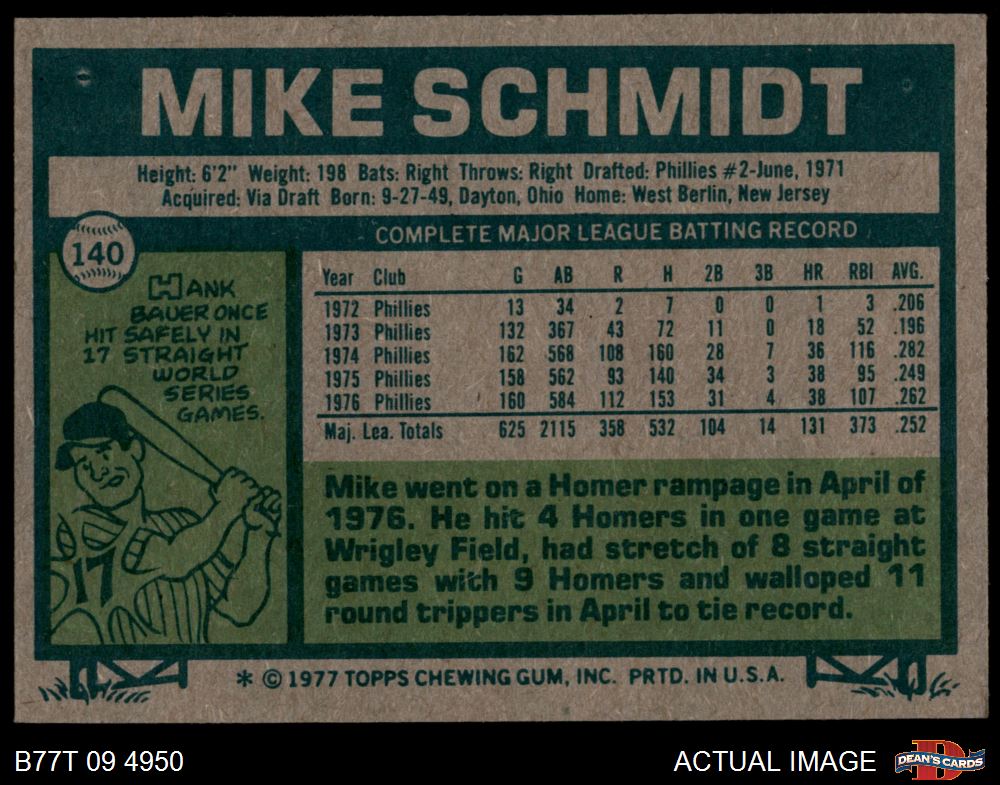 MIKE SCHMIDT
Height: 6'2" Weight: 198 Bats: Right Throws: Right Drafted: Phillies #2-June, 1971
Acquired: Via Draft Born: 9-27-49, Dayton, Ohio Home: West Berlin, New Jersey
140
HANK
BAUER ONCE
HIT SAFELY IN
17 STRAIGHT
WORLD
SERIES
GAMES.
17
COMPLETE MAJOR LEAGUE BATTING RECORD
Year Club G AB R H 2B 3B HR RBI AVG.
1972 Phillies 13 34 2 7 0 0 1 3 .206
1973 Phillies 132 367 43 72 11 0 18 52 .196
1974 Phillies 162 568 108 160 28 7 36 116 .282
1975 Phillies 158 562 93 140 34 3 38 95 .249
1976 Phillies 160 584 112 153 31 4 38 107 .262
Maj. Lea. Totals 625 2115 358 532 104 14 131 373 .252
Mike went on a Homer rampage in April of
1976. He hit 4 Homers in one game at
Wrigley Field, had stretch of 8 straight
games with 9 Homers and walloped 11
round trippers in April to tie record.
* © 1977 TOPPS CHEWING GUM, INC. PRTD. IN U.S.A.
B77T 09 4950
ACTUAL IMAGE
D
DEAN'S CARDS